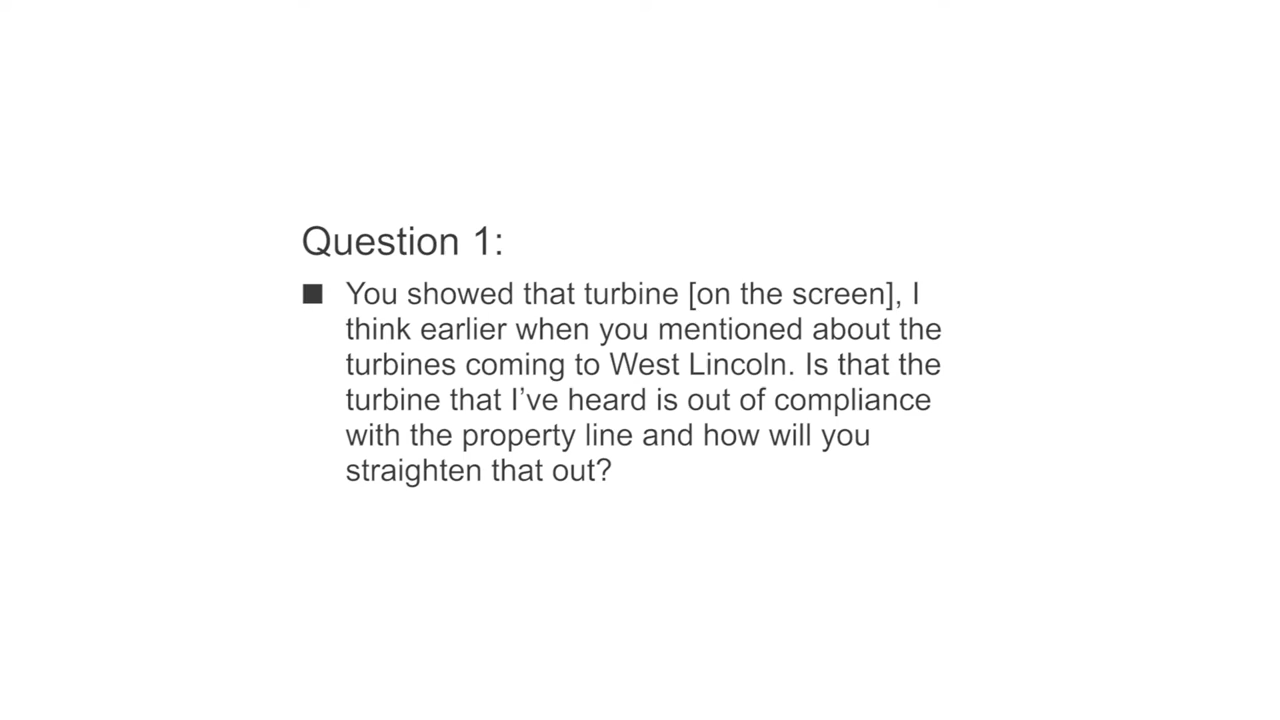 Question 1:
■ You showed that turbine [on the screen], I
think earlier when you mentioned about the
turbines coming to West Lincoln. Is that the
turbine that I’ve heard is out of compliance
with the property line and how will you
straighten that out?